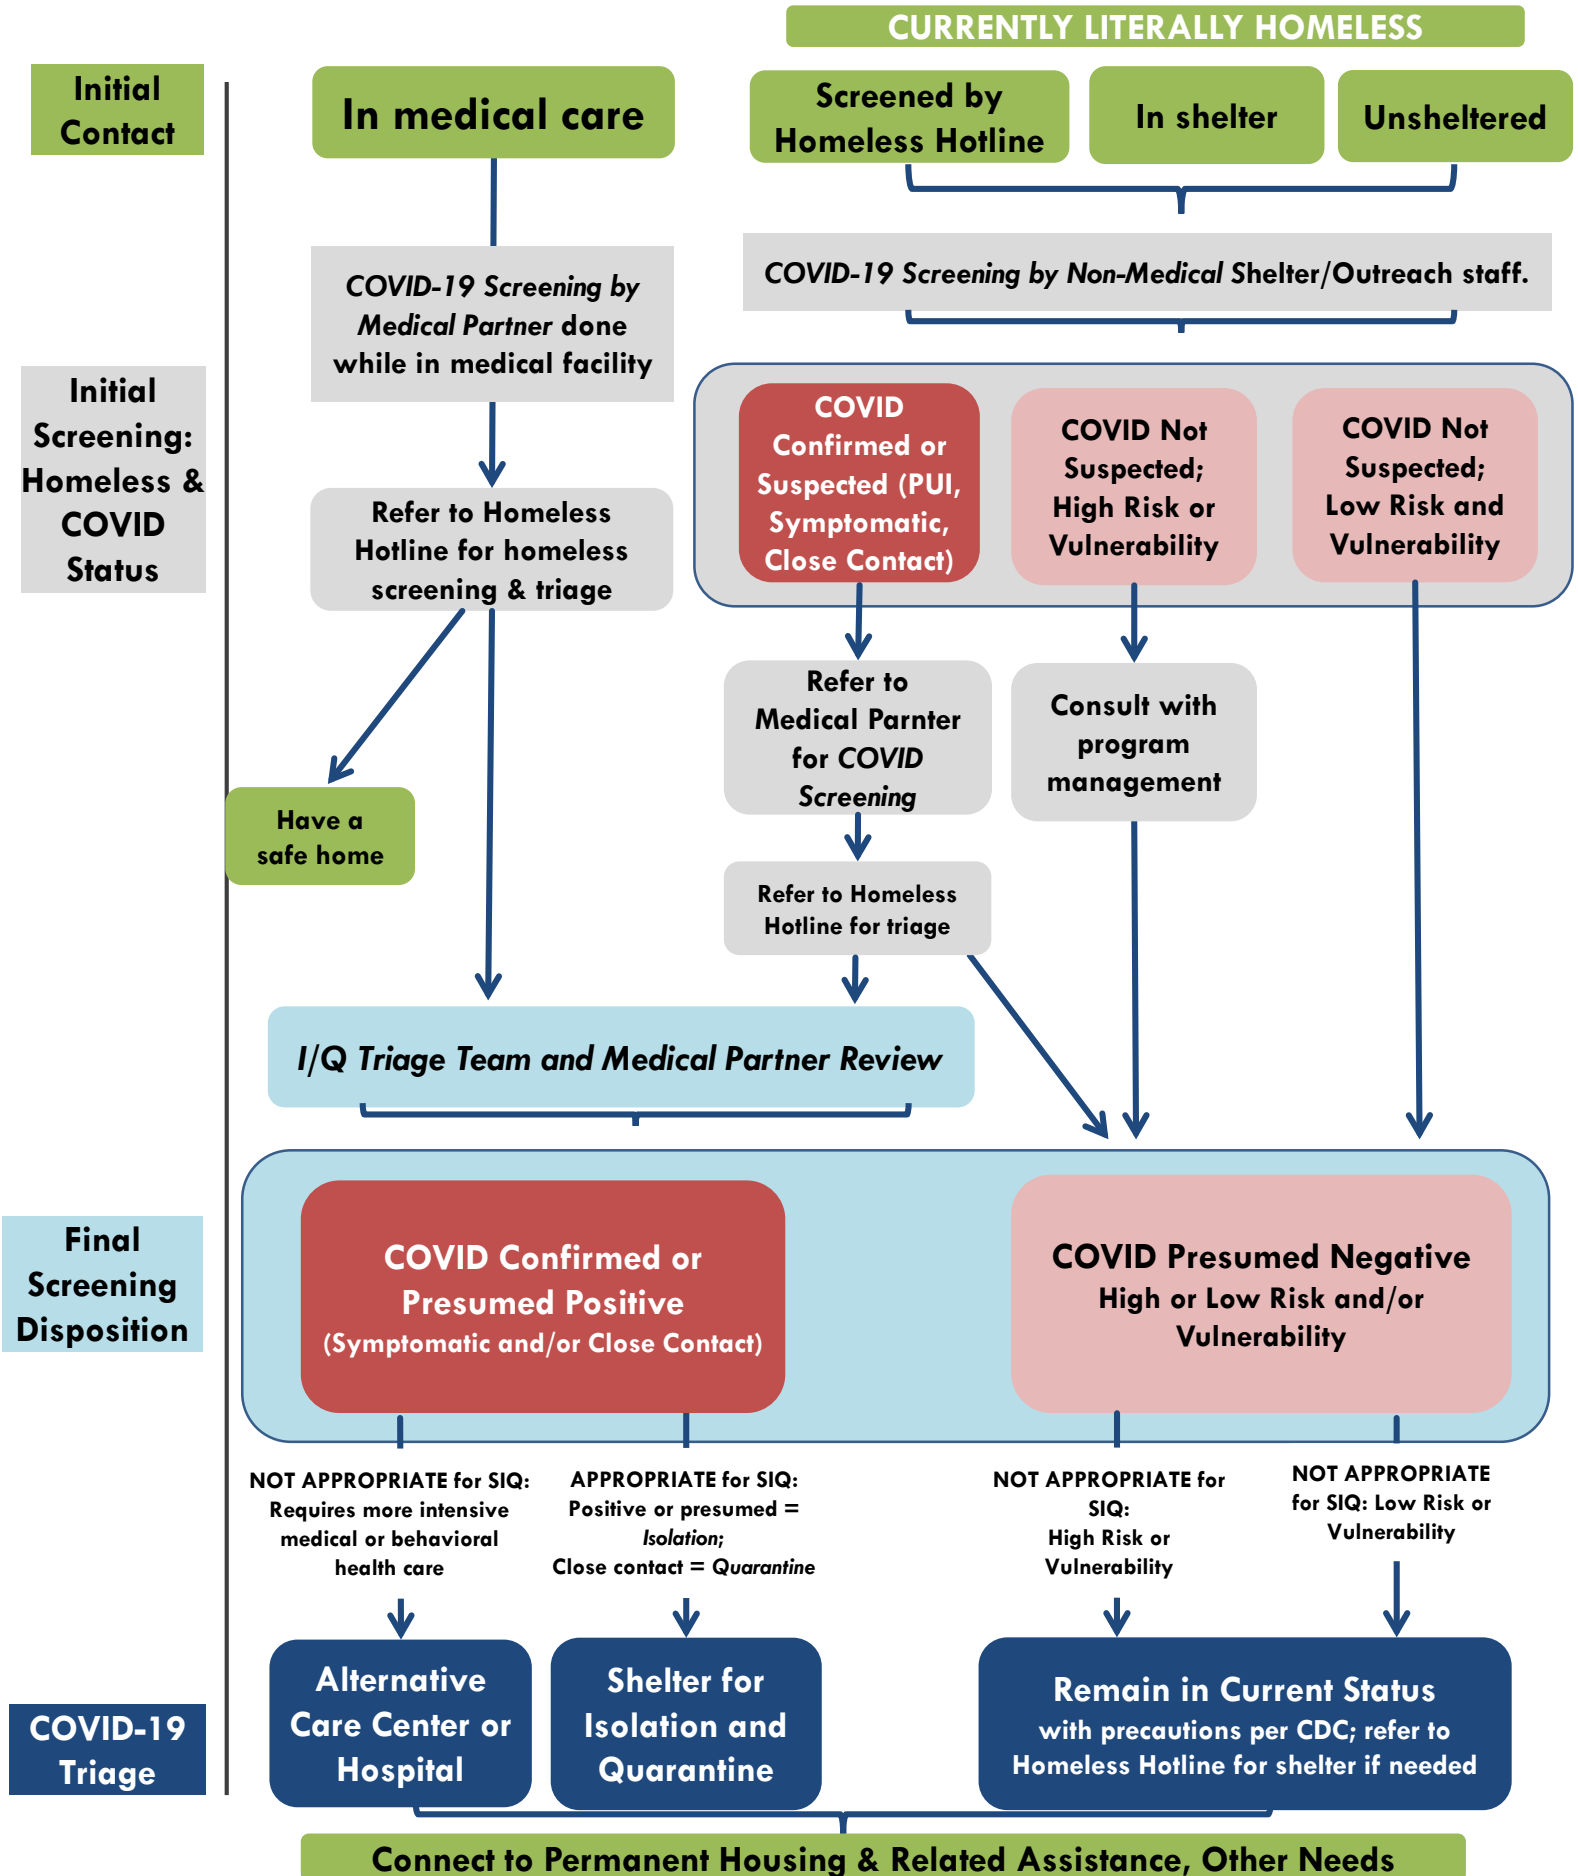 CURRENTLY LITERALLY HOMELESS
Initial
Contact
In medical care
Screened by
Homeless Hotline
In shelter
Unsheltered
COVID-19 Screening by
Medical Partner done
while in medical facility
COVID-19 Screening by Non-Medical Shelter/Outreach staff.
Initial
Screening:
Homeless &
COVID
Status
COVID
Confirmed or
Suspected (PUI,
Symptomatic,
Close Contact)
COVID Not
Suspected;
High Risk or
Vulnerability
COVID Not
Suspected;
Low Risk and
Vulnerability
Refer to Homeless
Hotline for homeless
screening & triage
Refer to
Medical Parnter
for COVID
Screening
Consult with
program
management
Have a
safe home
Refer to Homeless
Hotline for triage
I/Q Triage Team and Medical Partner Review
Final
Screening
Disposition
COVID Confirmed or
Presumed Positive
(Symptomatic and/or Close Contact)
COVID Presumed Negative
High or Low Risk and/or
Vulnerability
NOT APPROPRIATE for SIQ:
Requires more intensive
medical or behavioral
health care
APPROPRIATE for SIQ:
Positive or presumed =
Isolation;
Close contact = Quarantine
NOT APPROPRIATE for
SIQ:
High Risk or
Vulnerability
NOT APPROPRIATE
for SIQ: Low Risk or
Vulnerability
COVID-19
Triage
Alternative
Care Center or
Hospital
Shelter for
Isolation and
Quarantine
Remain in Current Status
with precautions per CDC; refer to
Homeless Hotline for shelter if needed
Connect to Permanent Housing & Related Assistance, Other Needs